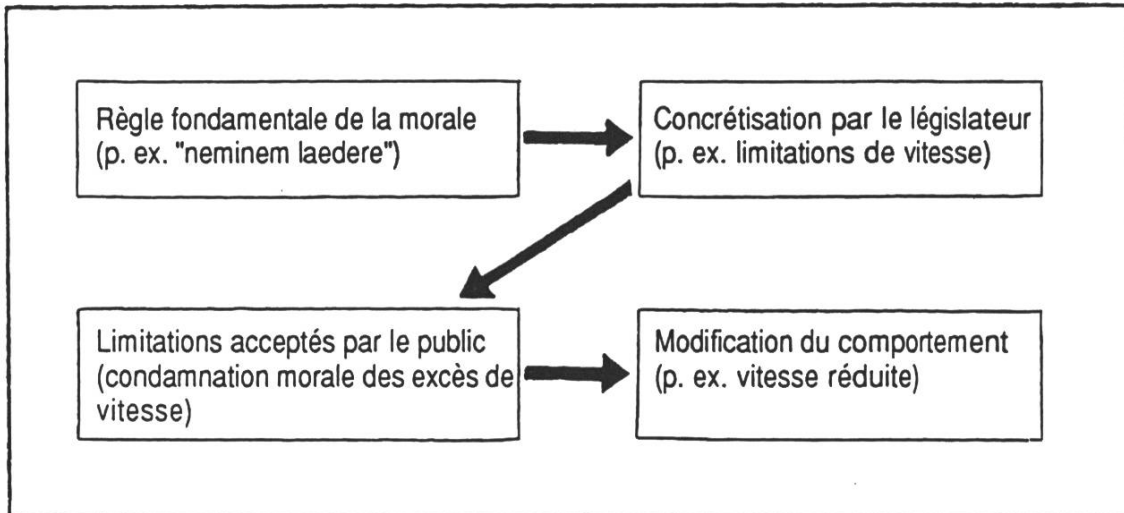 Règle fondamentale de la morale
(p. ex. "neminem laedere")
Concrétisation par le législateur
(p. ex. limitations de vitesse)
Limitations acceptés par le public
(condamnation morale des excès de
vitesse)
Modification du comportement
(p. ex. vitesse réduite)